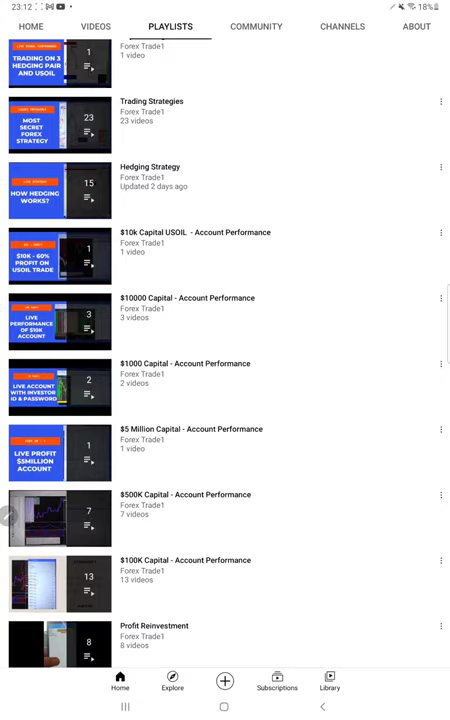 23:12
18%
HOME
VIDEOS
PLAYLISTS
COMMUNITY
CHANNELS
ABOUT
TRADING ON 3
HEDGING PAIR
AND USOIL
1
Forex Trade1
1 video
MOST
SECRET
FOREX
STRATEGY
23
Trading Strategies
Forex Trade1
23 videos
HOW HEDGING
WORKS?
15
Hedging Strategy
Forex Trade1
Updated 2 days ago
$10K - 60%
PROFIT ON
USOIL TRADE
1
$10k Capital USOIL - Account Performance
Forex Trade1
1 video
LIVE
PERFORMANCE
OF $10K
ACCOUNT
3
$10000 Capital - Account Performance
Forex Trade1
3 videos
LIVE ACCOUNT
WITH INVESTOR
ID & PASSWORD
2
$1000 Capital - Account Performance
Forex Trade1
2 videos
LIVE PROFIT
$5MILLION
ACCOUNT
1
$5 Million Capital - Account Performance
Forex Trade1
1 video
7
$500K Capital - Account Performance
Forex Trade1
7 videos
13
$100K Capital - Account Performance
Forex Trade1
13 videos
8
Profit Reinvestment
Forex Trade1
8 videos
Home
Explore
Subscriptions
Library